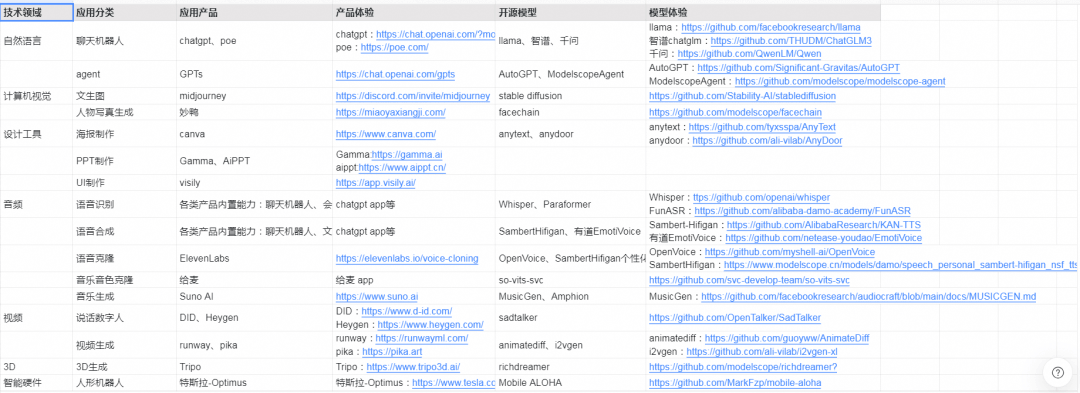 技术领域 应用分类 应用产品 产品体验 开源模型 模型体验
自然语言 聊天机器人 chatgpt、poe chatgpt：https://chat.openai.com/?mo llama、智谱、千问 llama：https://github.com/facebookresearch/llama
poe：https://poe.com/ 智谱chatglm：https://github.com/THUDM/ChatGLM3
千问：https://github.com/QwenLM/Qwen
agent GPTs https://chat.openai.com/gpts AutoGPT、ModelscopeAgent AutoGPT：https://github.com/Significant-Gravitas/AutoGPT
ModelscopeAgent：https://github.com/modelscope/modelscope-agent
计算机视觉 文生图 midjourney https://discord.com/invite/midjourney stable diffusion https://github.com/Stability-AI/stablediffusion
人物写真生成 妙鸭 https://miaoyaxiangji.com/ facechain https://github.com/modelscope/facechain
设计工具 海报制作 canva https://www.canva.com/ anytext、anydoor anytext：https://github.com/tyxsspa/AnyText
anydoor：https://github.com/ali-vilab/AnyDoor
PPT制作 Gamma、AiPPT Gamma:https://gamma.ai
aippt:https://www.aippt.cn/
UI制作 visily https://app.visily.ai/
音频 语音识别 各类产品内置能力：聊天机器人、会 chatgpt app等 Whisper、Paraformer Whisper：ttps://github.com/openai/whisper
FunASR：https://github.com/alibaba-damo-academy/FunASR
语音合成 各类产品内置能力：聊天机器人、文 chatgpt app等 SambertHifigan、有道EmotiVoice Sambert-Hifigan：https://github.com/AlibabaResearch/KAN-TTS
有道EmotiVoice：https://github.com/netease-youdao/EmotiVoice
语音克隆 ElevenLabs https://elevenlabs.io/voice-cloning OpenVoice、SambertHifigan个性化 OpenVoice：https://github.com/myshell-ai/OpenVoice
SambertHifigan：https://www.modelscope.cn/models/damo/speech_personal_sambert-hifigan_nsf_tts
音乐音色克隆 给麦 给麦 app so-vits-svc https://github.com/svc-develop-team/so-vits-svc
音乐生成 Suno AI https://www.suno.ai MusicGen、Amphion MusicGen：https://github.com/facebookresearch/audiocraft/blob/main/docs/MUSICGEN.md
视频 说话数字人 DID、Heygen DID：https://www.d-id.com/ sadtalker https://github.com/OpenTalker/SadTalker
Heygen：https://www.heygen.com/
视频生成 runway、pika runway：https://runwayml.com/ animatediff、i2vgen animatediff：https://github.com/guoyww/AnimateDiff
pika：https://pika.art i2vgen：https://github.com/ali-vilab/i2vgen-xl
3D 3D生成 Tripo Tripo：https://www.tripo3d.ai/ richdreamer https://github.com/modelscope/richdreamer?
智能硬件 人形机器人 特斯拉-Optimus 特斯拉-Optimus：https://www.tesla.co Mobile ALOHA https://github.com/MarkFzp/mobile-aloha